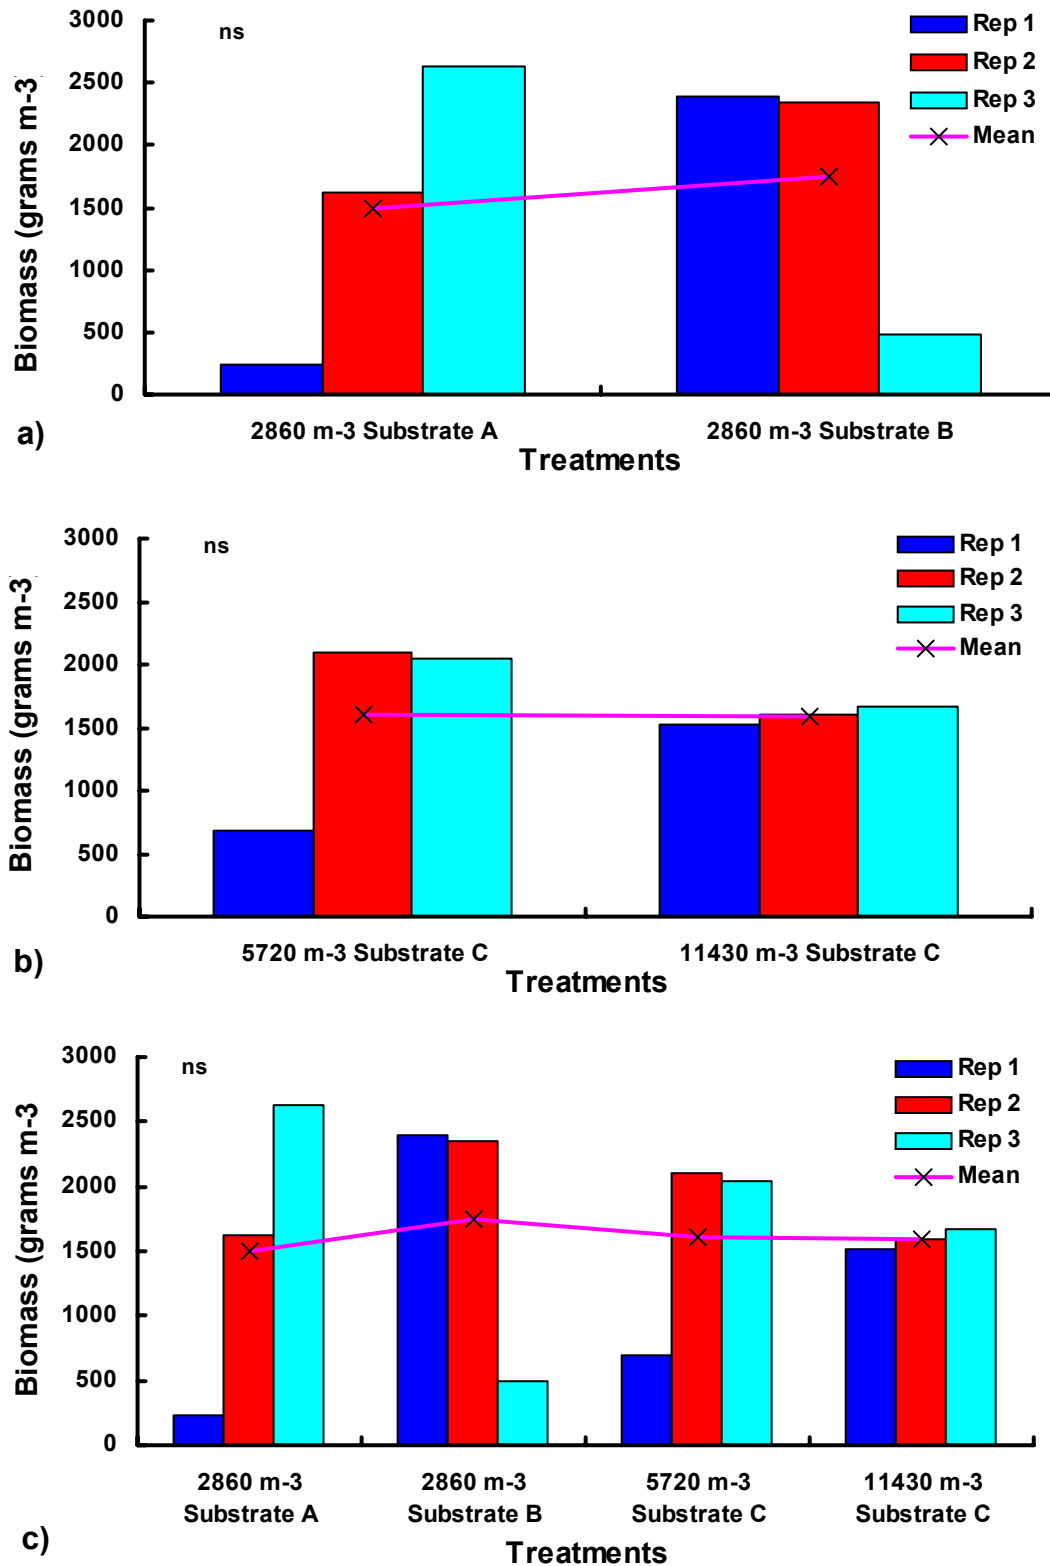 3000
2500
2000
1500
1000
500
0
Biomass (grams m-3)
ns
Rep 1
Rep 2
Rep 3
Mean
2860 m-3 Substrate A
2860 m-3 Substrate B
Treatments
a)
3000
2500
2000
1500
1000
500
0
Biomass (grams m-3)
ns
Rep 1
Rep 2
Rep 3
Mean
5720 m-3 Substrate C
11430 m-3 Substrate C
Treatments
b)
3000
2500
2000
1500
1000
500
0
Biomass (grams m-3
ns
Rep 1
Rep 2
Rep 3
Mean
2860 m-3
Substrate A
2860 m-3
Substrate B
5720 m-3
Substrate C
11430 m-3
Substrate C
Treatments
c)